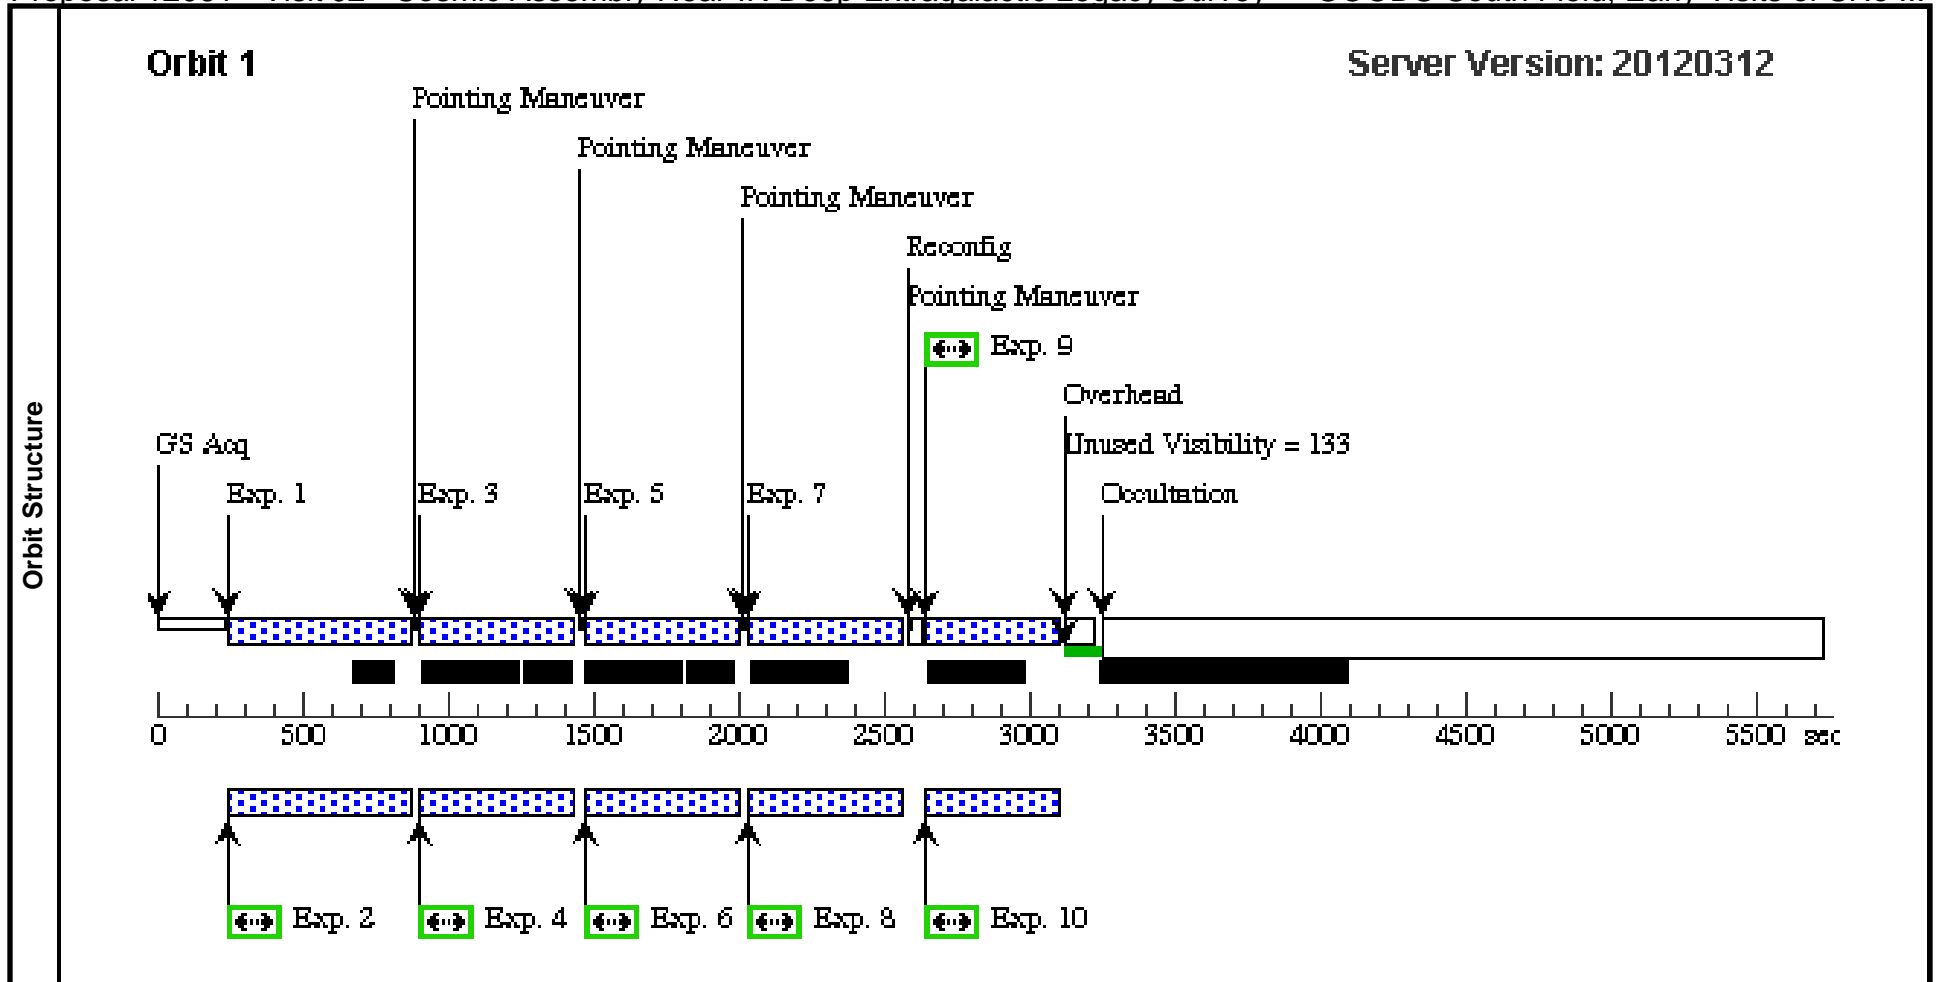 Orbit 1
Server Version: 20120312
Pointing Maneuver
Pointing Maneuver
Pointing Maneuver
Reconfig
Pointing Maneuver
Exp. 9
Overhead
GS Acq
Unused Visibility = 133
Exp. 1
Exp. 3
Exp. 5
Exp. 7
Occultation
Orbit Structure
0 500 1000 1500 2000 2500 3000 3500 4000 4500 5000 5500 sec
Exp. 2
Exp. 4
Exp. 6
Exp. 8
Exp. 10